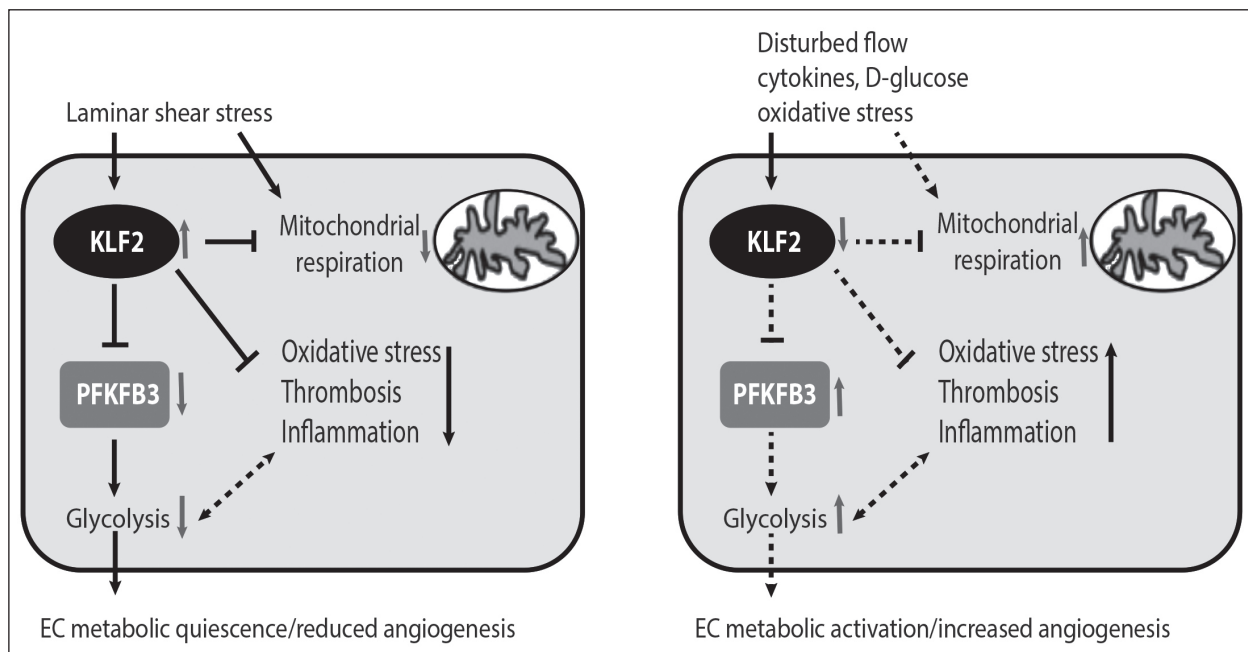 Laminar shear stress
KLF2
Mitochondrial
respiration
Oxidative stress
PFKFB3
Thrombosis
Inflammation
Glycolysis
EC metabolic quiescence/reduced angiogenesis
Disturbed flow
cytokines, D-glucose
oxidative stress
KLF2
Mitochondrial
respiration
Oxidative stress
PFKFB3
Thrombosis
Inflammation
Glycolysis
EC metabolic activation/increased angiogenesis